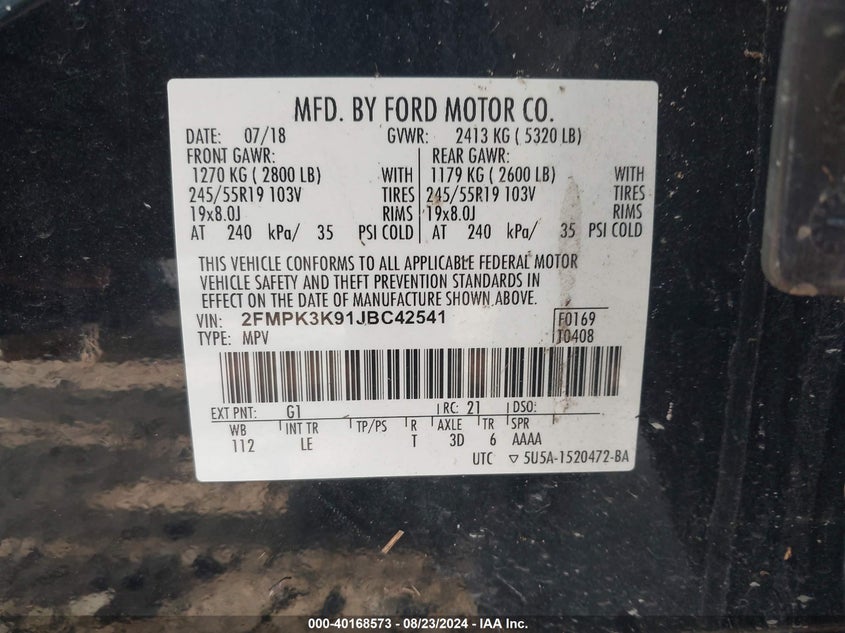 MFD. BY FORD MOTOR CO.
DATE: 07/18 GVWR: 2413 KG ( 5320 LB)
FRONT GAWR: REAR GAWR:
1270 KG ( 2800 LB) WITH 1179 KG ( 2600 LB) WITH
245/55R19 103V TIRES 245/55R19 103V TIRES
19x8.0J RIMS 19x8.0J RIMS
AT 240 kPa/ 35 PSI COLD AT 240 kPa/ 35 PSI COLD
THIS VEHICLE CONFORMS TO ALL APPLICABLE FEDERAL MOTOR
VEHICLE SAFETY AND THEFT PREVENTION STANDARDS IN
EFFECT ON THE DATE OF MANUFACTURE SHOWN ABOVE.
VIN: 2FMPK3K91JBC42541 F0169
TYPE: MPV T0408
EXT PNT: G1 RC: 21 DSO:
WB INT TR TP/PS R AXLE TR SPR
112 LE T 3D 6 AAAA
UTC ▽ 5U5A-1520472-BA
000-40168573 - 08/23/2024 - IAA Inc.